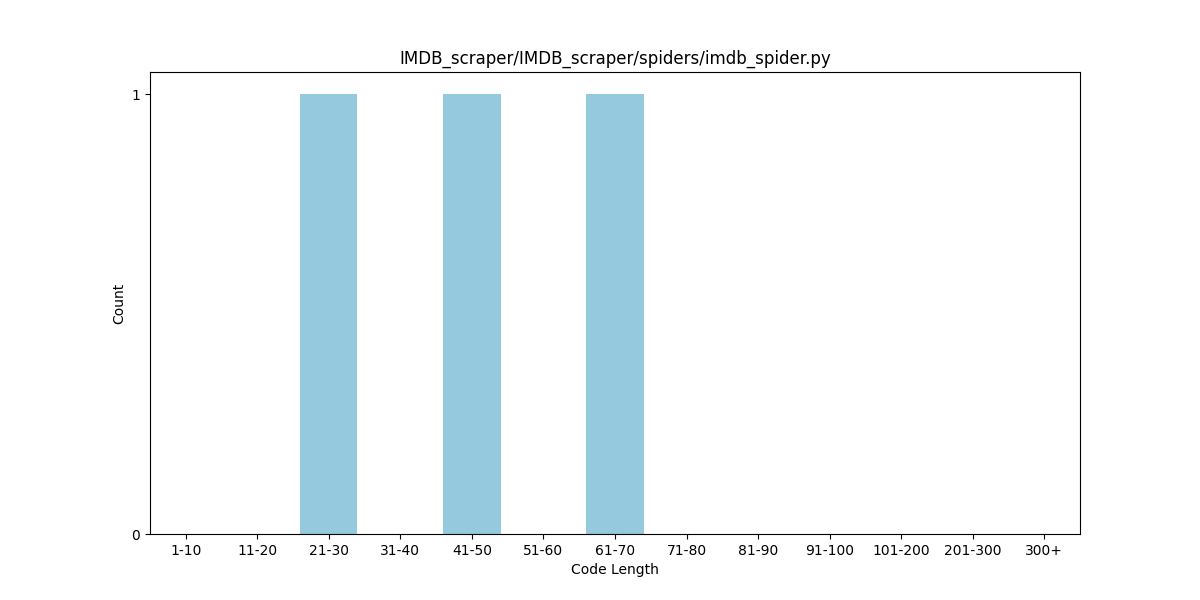 IMDB_scraper/IMDB_scraper/spiders/imdb_spider.py
1
Count
0
1-10 11-20 21-30 31-40 41-50 51-60 61-70 71-80 81-90 91-100 101-200 201-300 300+
Code Length